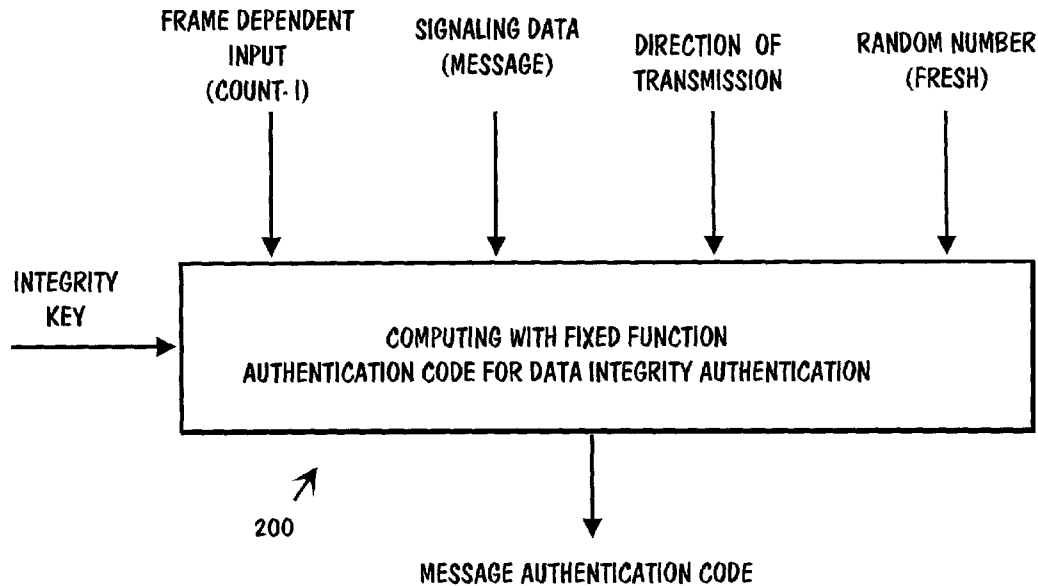 FRAME DEPENDENT
INPUT
(COUNT-I)
SIGNALING DATA
(MESSAGE)
DIRECTION OF
TRANSMISSION
RANDOM NUMBER
(FRESH)
INTEGRITY
KEY
COMPUTING WITH FIXED FUNCTION
AUTHENTICATION CODE FOR DATA INTEGRITY AUTHENTICATION
200
MESSAGE AUTHENTICATION CODE